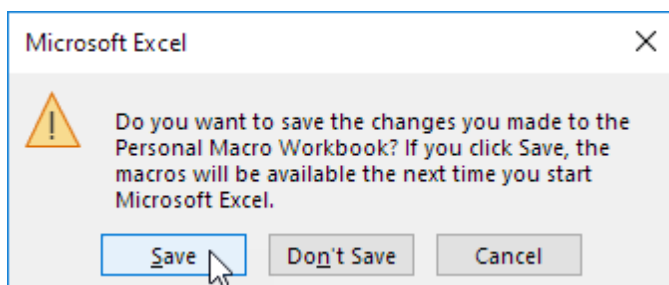 Microsoft Excel
Do you want to save the changes you made to the
Personal Macro Workbook? If you click Save, the
macros will be available the next time you start
Microsoft Excel.
Save Don't Save Cancel